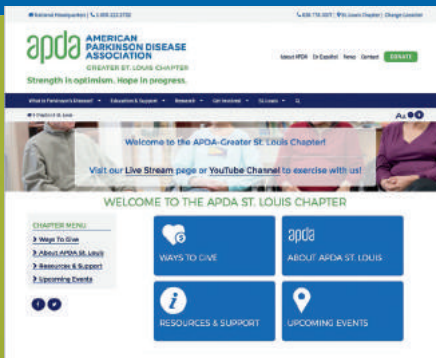 National Headquarters | 1-800-223-2732
St. Louis Chapter | Change Location
apda AMERICAN
PARKINSON DISEASE
ASSOCIATION
GREATER ST. LOUIS CHAPTER
Strength in optimism. Hope in progress.
About APDA En Español News Contact DONATE
What is Parkinson's Disease? Education & Support Research Get Involved St. Louis
Welcome to the APDA-Greater St. Louis Chapter!
Visit our Live Stream page or YouTube Channel to exercise with us!
WELCOME TO THE APDA ST. LOUIS CHAPTER
CHAPTER MENU
Ways To Give
About APDA St. Louis
Resources & Support
Upcoming Events
WAYS TO GIVE
apda
ABOUT APDA ST. LOUIS
RESOURCES & SUPPORT
UPCOMING EVENTS